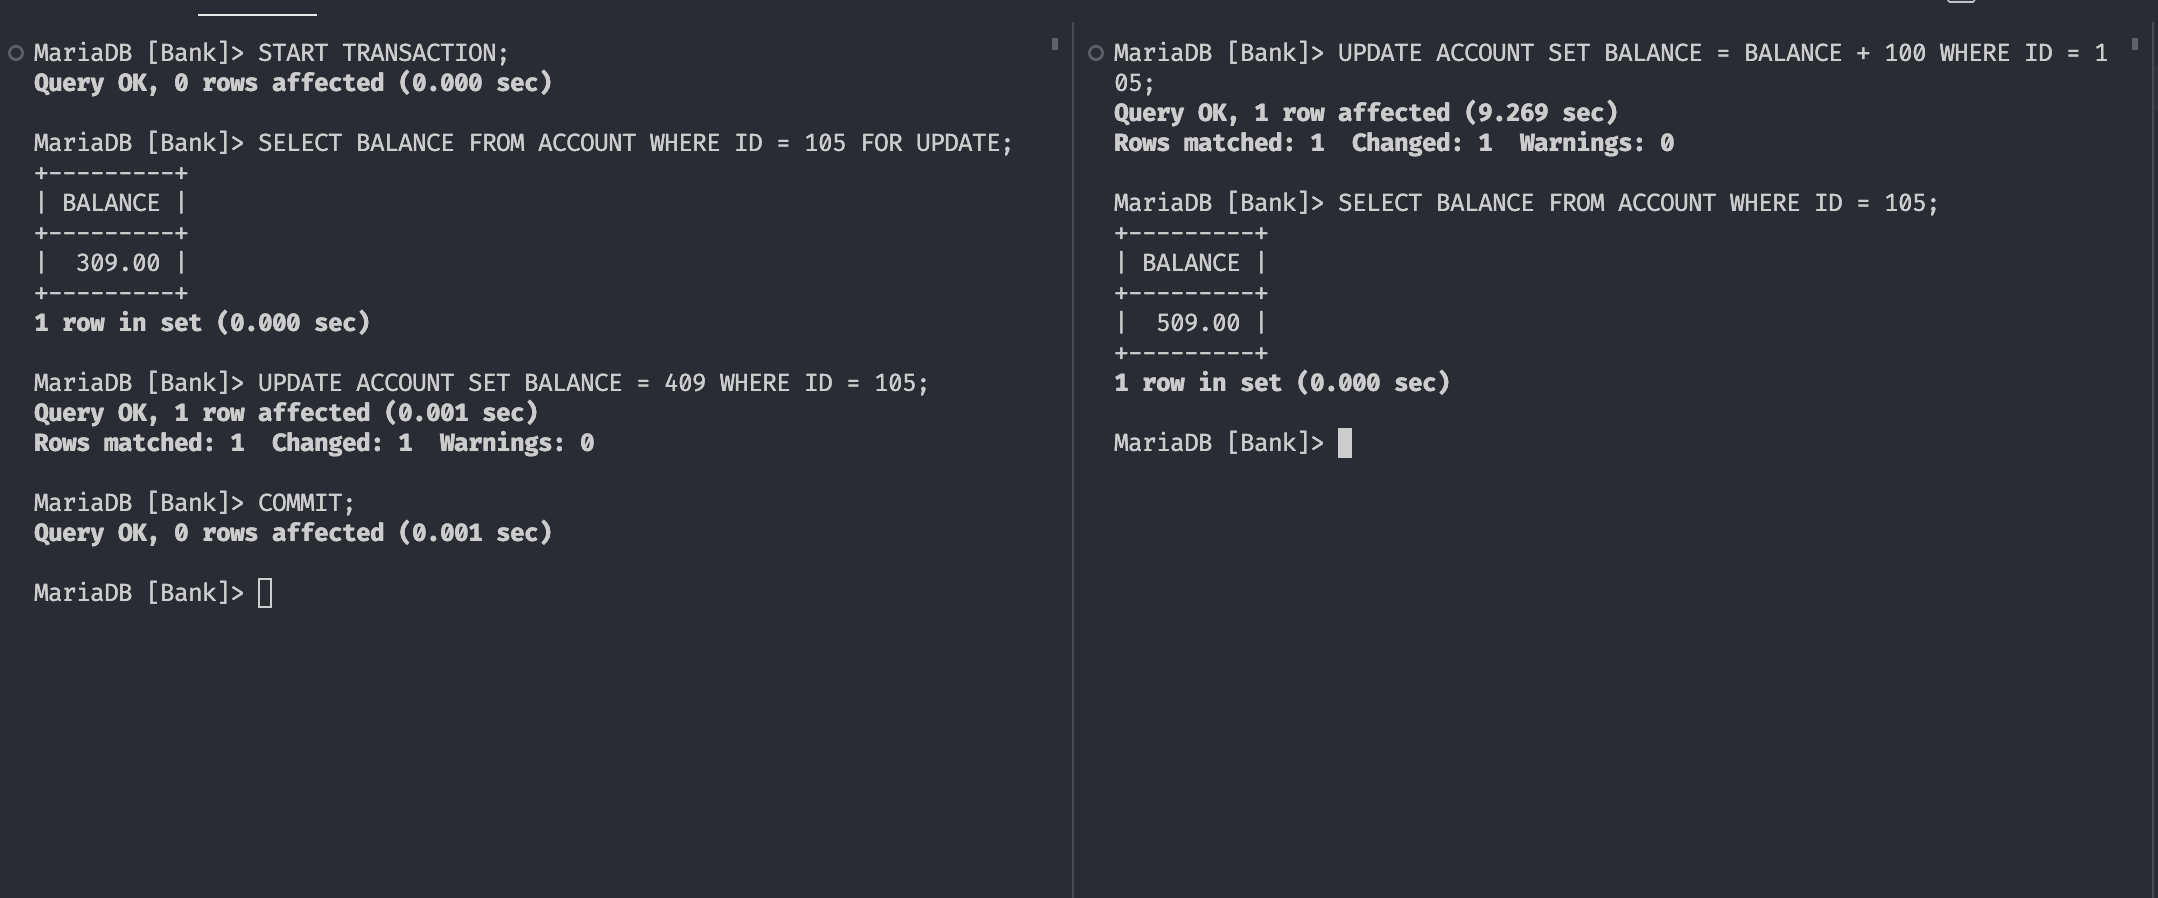 MariaDB [Bank]> START TRANSACTION;
Query OK, 0 rows affected (0.000 sec)
MariaDB [Bank]> SELECT BALANCE FROM ACCOUNT WHERE ID = 105 FOR UPDATE;
+---------+
| BALANCE |
+---------+
|  309.00 |
+---------+
1 row in set (0.000 sec)
MariaDB [Bank]> UPDATE ACCOUNT SET BALANCE = 409 WHERE ID = 105;
Query OK, 1 row affected (0.001 sec)
Rows matched: 1  Changed: 1  Warnings: 0
MariaDB [Bank]> COMMIT;
Query OK, 0 rows affected (0.001 sec)
MariaDB [Bank]>
MariaDB [Bank]> UPDATE ACCOUNT SET BALANCE = BALANCE + 100 WHERE ID = 1
05;
Query OK, 1 row affected (9.269 sec)
Rows matched: 1  Changed: 1  Warnings: 0
MariaDB [Bank]> SELECT BALANCE FROM ACCOUNT WHERE ID = 105;
+---------+
| BALANCE |
+---------+
|  509.00 |
+---------+
1 row in set (0.000 sec)
MariaDB [Bank]>